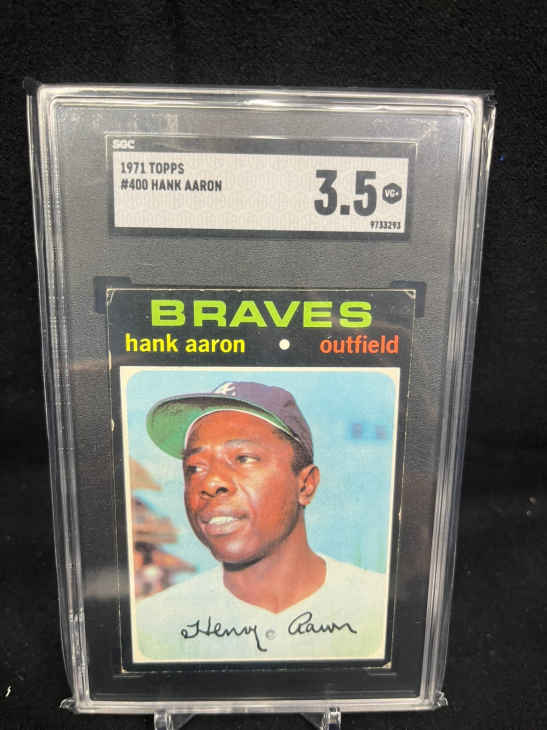 SGC
1971 TOPPS
#400 HANK AARON
3.5
VG+
9733293
BRAVES
hank aaron • outfield
Henry Aaron